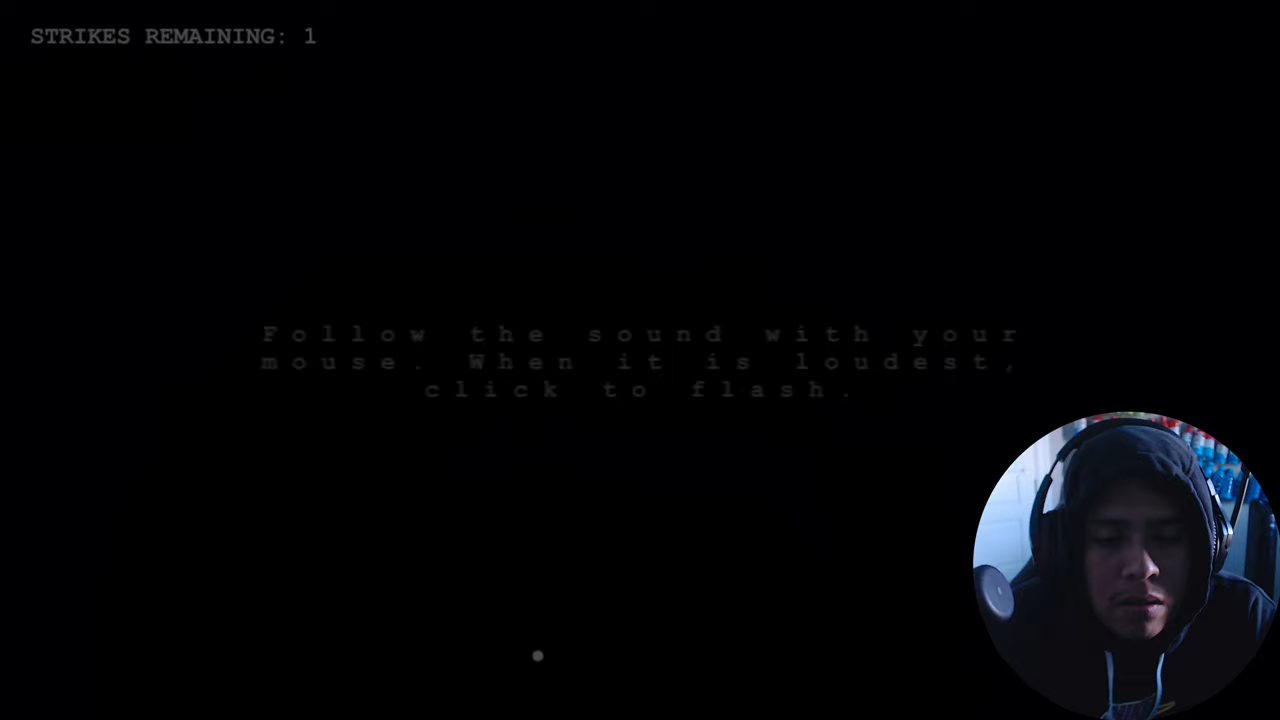 STRIKES REMAINING: 1
Follow the sound with your
mouse. When it is loudest,
click to flash.